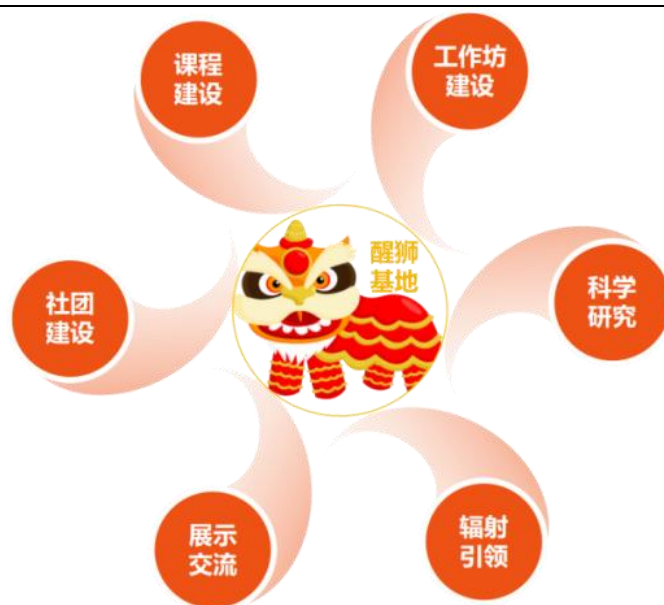 课程
建设
工作坊
建设
醒狮
基地
社团
建设
科学
研究
展示
交流
辐射
引领